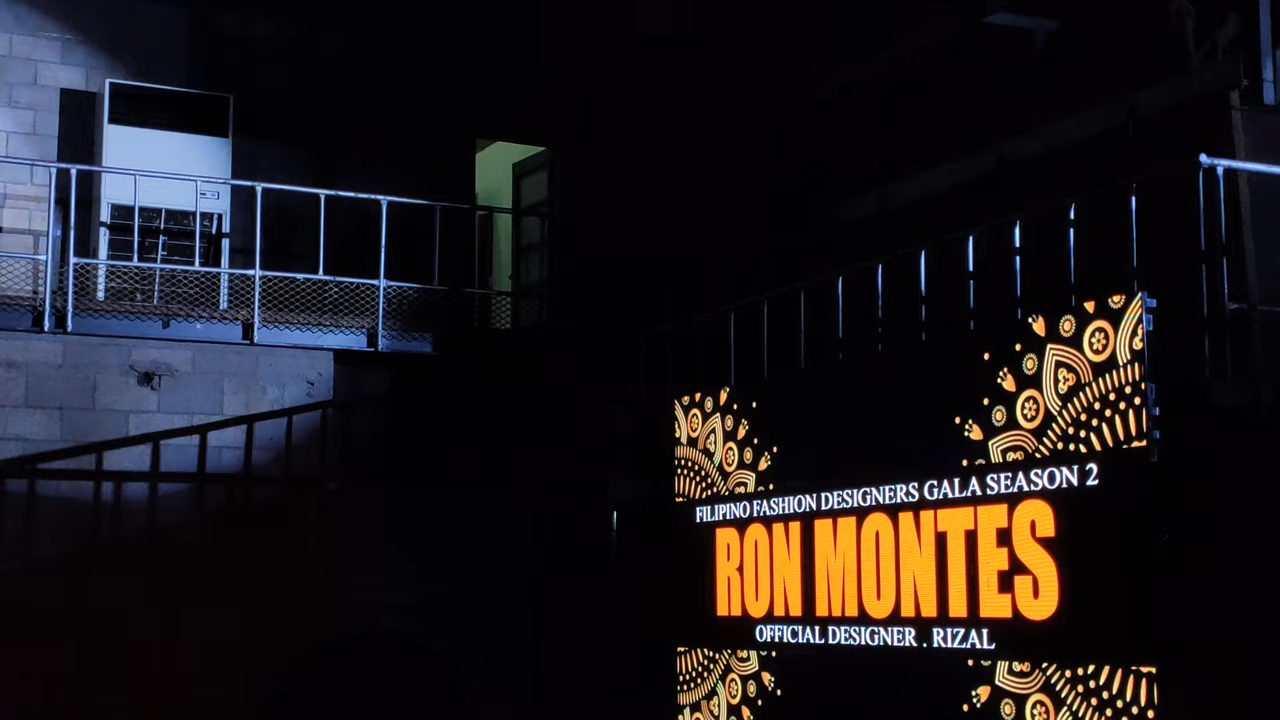 FILIPINO FASHION DESIGNERS GALA SEASON 2
RON MONTES
OFFICIAL DESIGNER . RIZAL